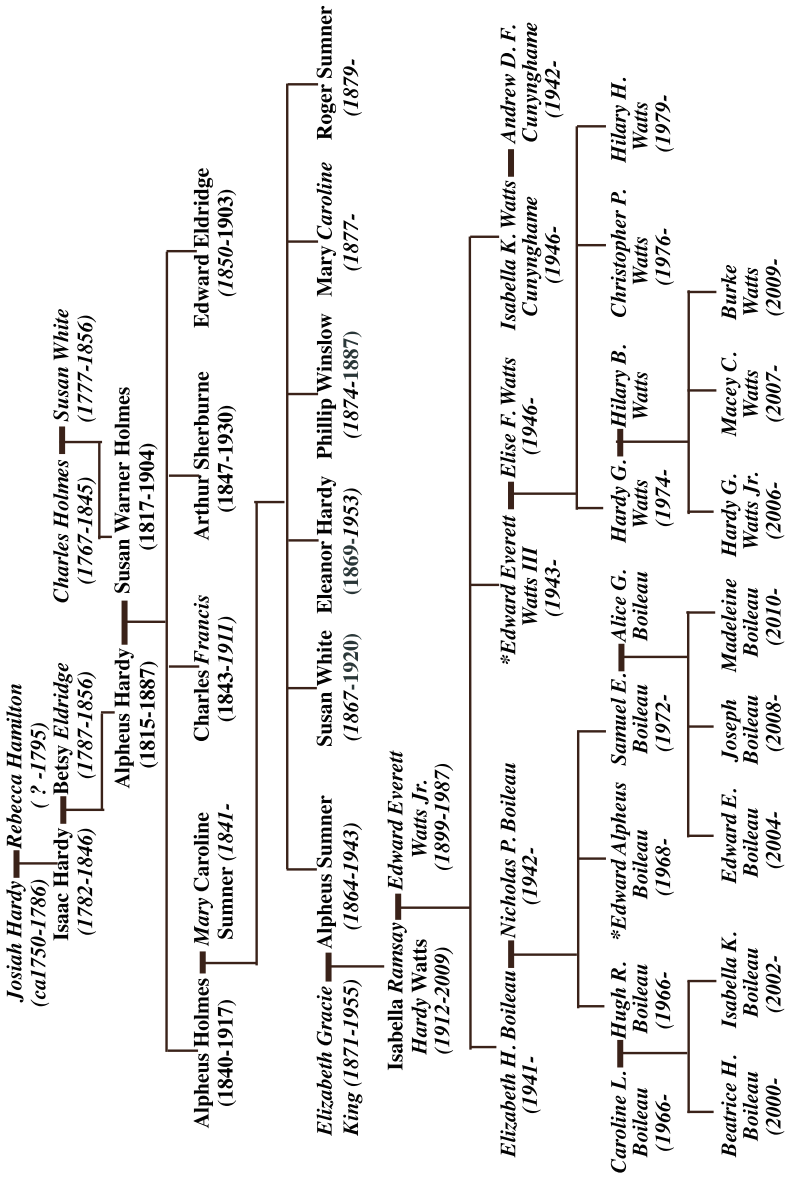 Josiah Hardy Rebecca Hamilton
(ca1750-1786) ( ? -1795)
Isaac Hardy Betsy Eldridge
(1782-1846) (1787-1856)
Charles Holmes Susan White
(1767-1845) (1777-1856)
Alpheus Hardy Susan Warner Holmes
(1815-1887) (1817-1904)
Alpheus Holmes
(1840-1917)
Mary Caroline
Sumner (1841-
Charles Francis
(1843-1911)
Arthur Sherburne
(1847-1930)
Edward Eldridge
(1850-1903)
Elizabeth Gracie
King (1871-1955)
Alpheus Sumner
(1864-1943)
Susan White
(1867-1920)
Eleanor Hardy
(1869-1953)
Phillip Winslow
(1874-1887)
Mary Caroline
(1877-
Roger Sumner
(1879-
Isabella Ramsay
Hardy Watts
(1912-2009)
Edward Everett
Watts Jr.
(1899-1987)
Elizabeth H. Boileau
(1941-
Nicholas P. Boileau
(1942-
*Edward Everett
Watts III
(1943-
Elise F. Watts
(1946-
Isabella K. Watts
Cunynghame
(1946-
Andrew D. F.
Cunynghame
(1942-
Caroline L.
Boileau
(1966-
Hugh R.
Boileau
(1966-
*Edward Alpheus
Boileau
(1968-
Samuel E.
Boileau
(1972-
Alice G.
Boileau
Hardy G.
Watts
(1974-
Hilary B.
Watts
Christopher P.
Watts
(1976-
Hilary H.
Watts
(1979-
Beatrice H.
Boileau
(2000-
Isabella K.
Boileau
(2002-
Edward E.
Boileau
(2004-
Joseph
Boileau
(2008-
Madeleine
Boileau
(2010-
Hardy G.
Watts Jr.
(2006-
Macey C.
Watts
(2007-
Burke
Watts
(2009-